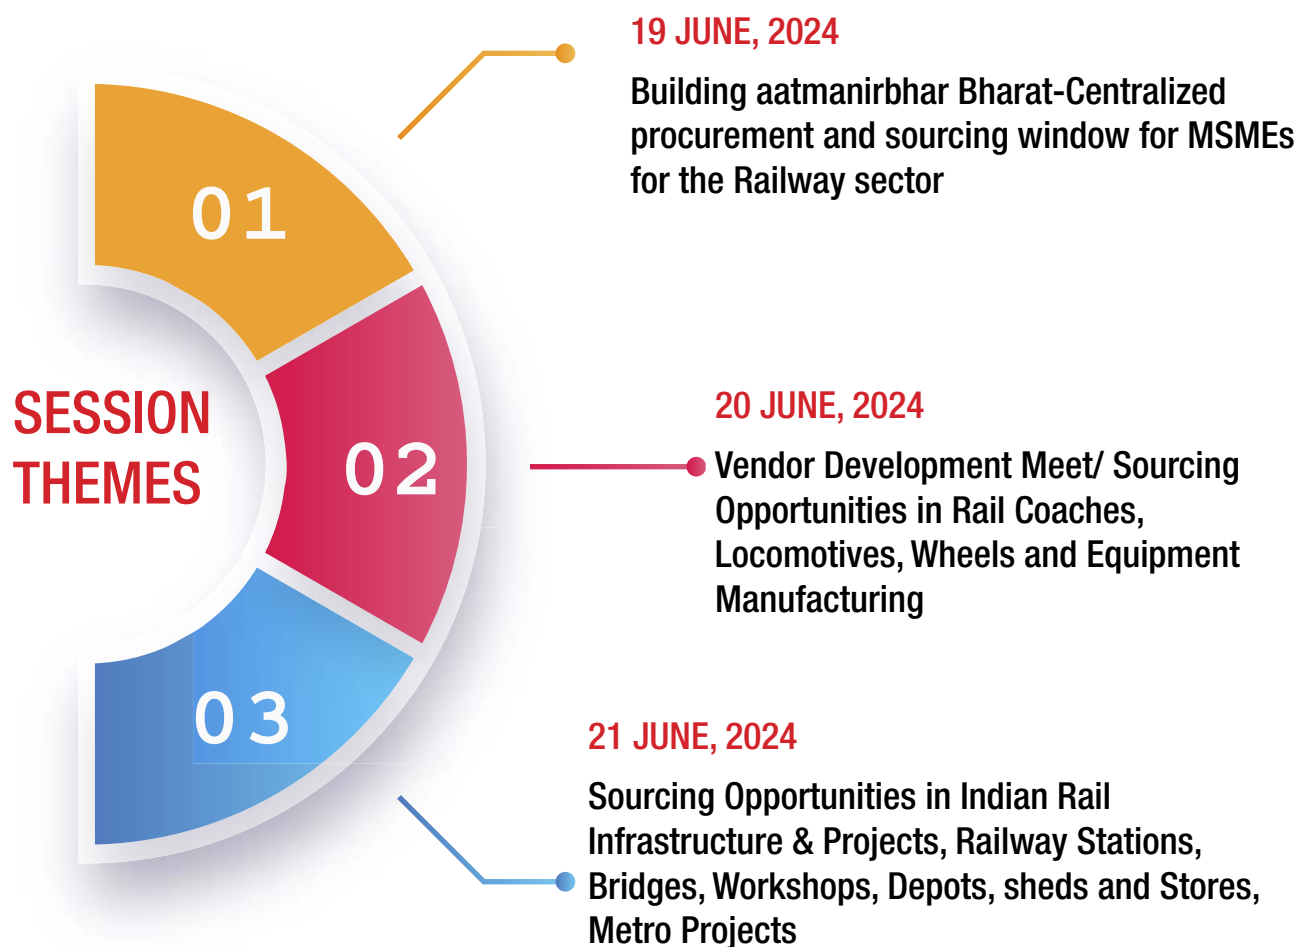 19 JUNE, 2024
Building aatmanirbhar Bharat-Centralized
procurement and sourcing window for MSMEs
for the Railway sector
01
SESSION
THEMES
02
20 JUNE, 2024
Vendor Development Meet/ Sourcing
Opportunities in Rail Coaches,
Locomotives, Wheels and Equipment
Manufacturing
03
21 JUNE, 2024
Sourcing Opportunities in Indian Rail
Infrastructure & Projects, Railway Stations,
Bridges, Workshops, Depots, sheds and Stores,
Metro Projects